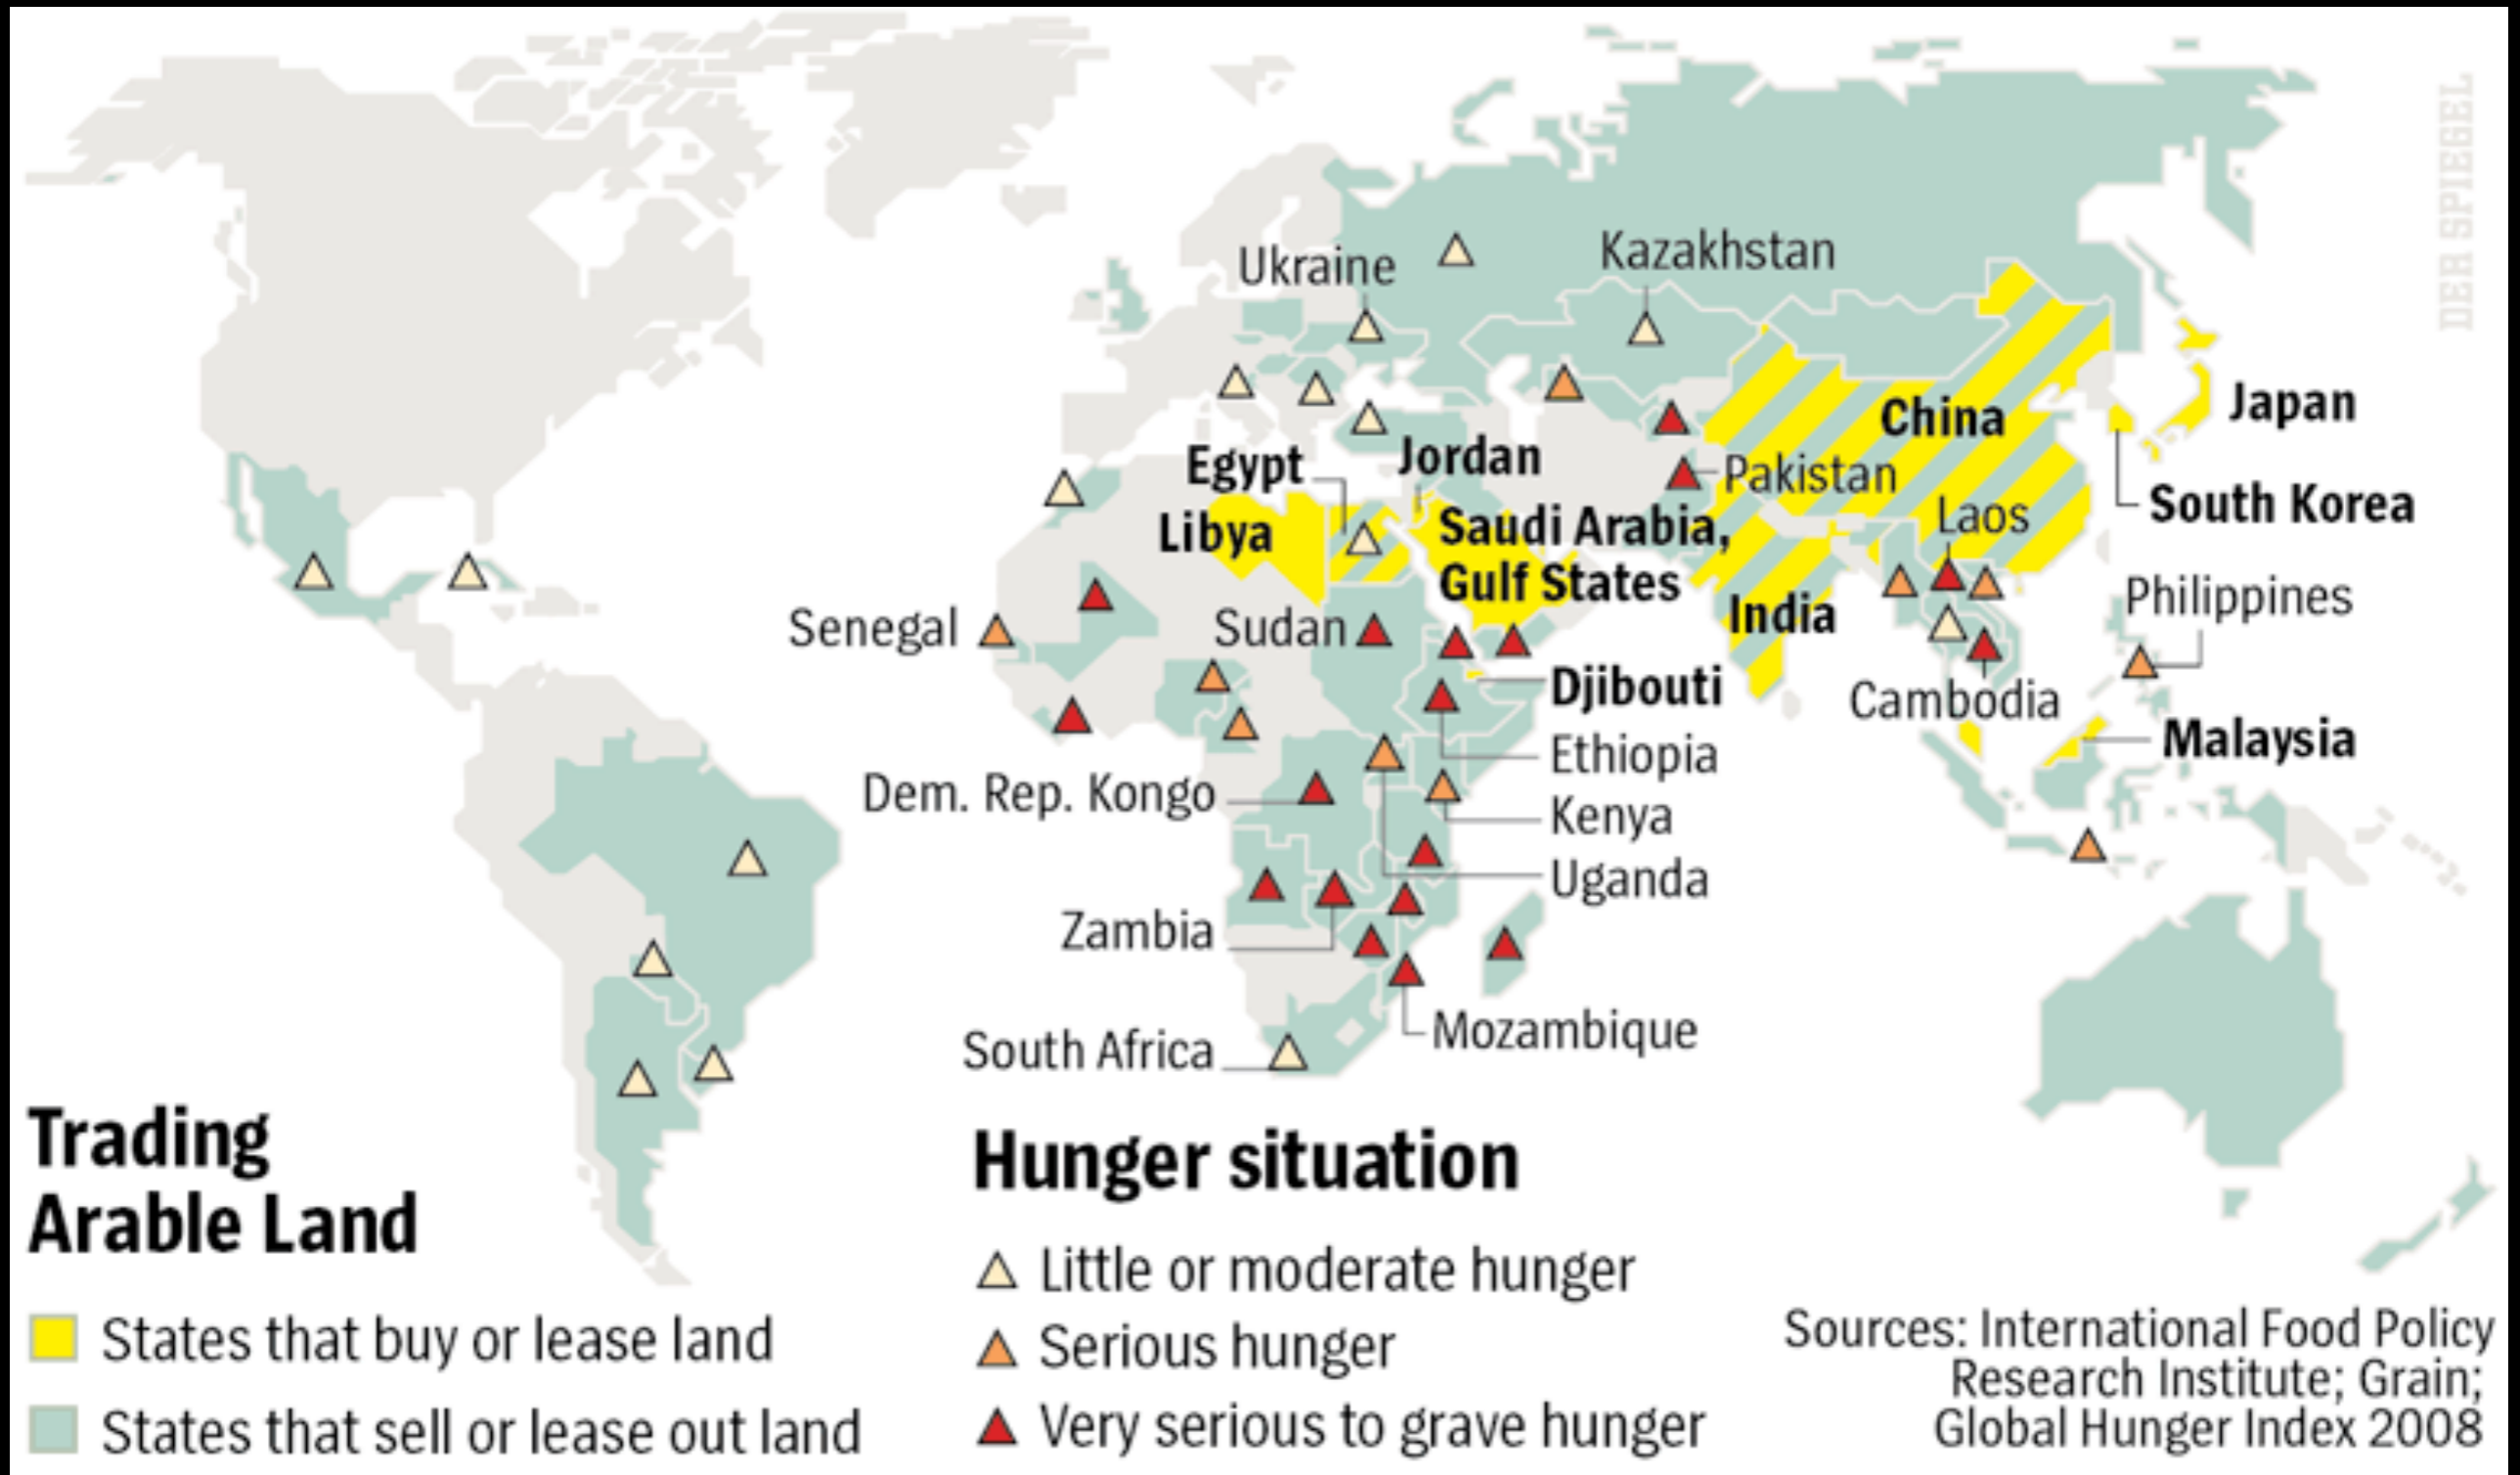 DER SPIEGEL
Ukraine
Kazakhstan
China
Japan
Egypt
Jordan
Pakistan
South Korea
Libya
Saudi Arabia,
Gulf States
Laos
India
Philippines
Senegal
Sudan
Djibouti
Cambodia
Malaysia
Ethiopia
Dem. Rep. Kongo
Kenya
Uganda
Zambia
Mozambique
South Africa
Trading
Arable Land
States that buy or lease land
States that sell or lease out land
Hunger situation
Little or moderate hunger
Serious hunger
Very serious to grave hunger
Sources: International Food Policy
Research Institute; Grain;
Global Hunger Index 2008